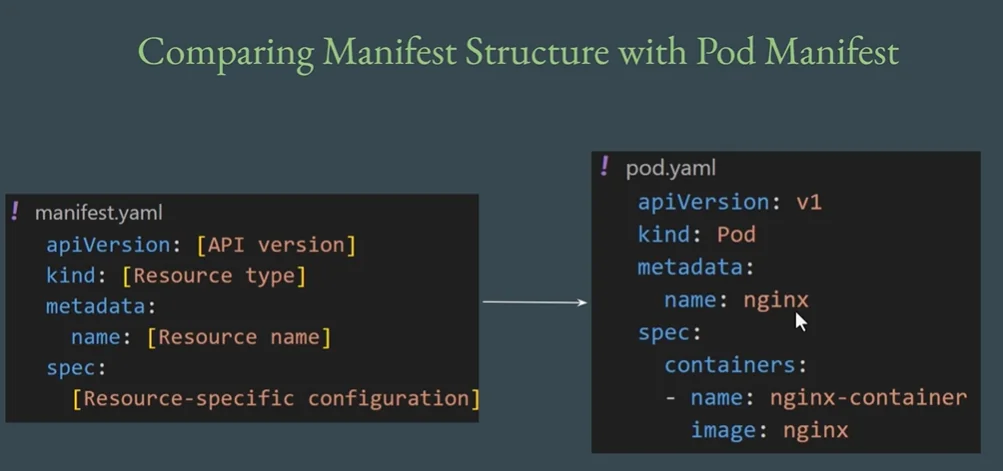 Comparing Manifest Structure with Pod Manifest
! manifest.yaml
apiVersion: [API version]
kind: [Resource type]
metadata:
  name: [Resource name]
spec:
  [Resource-specific configuration]
! pod.yaml
apiVersion: v1
kind: Pod
metadata:
  name: nginx
spec:
  containers:
  - name: nginx-container
    image: nginx